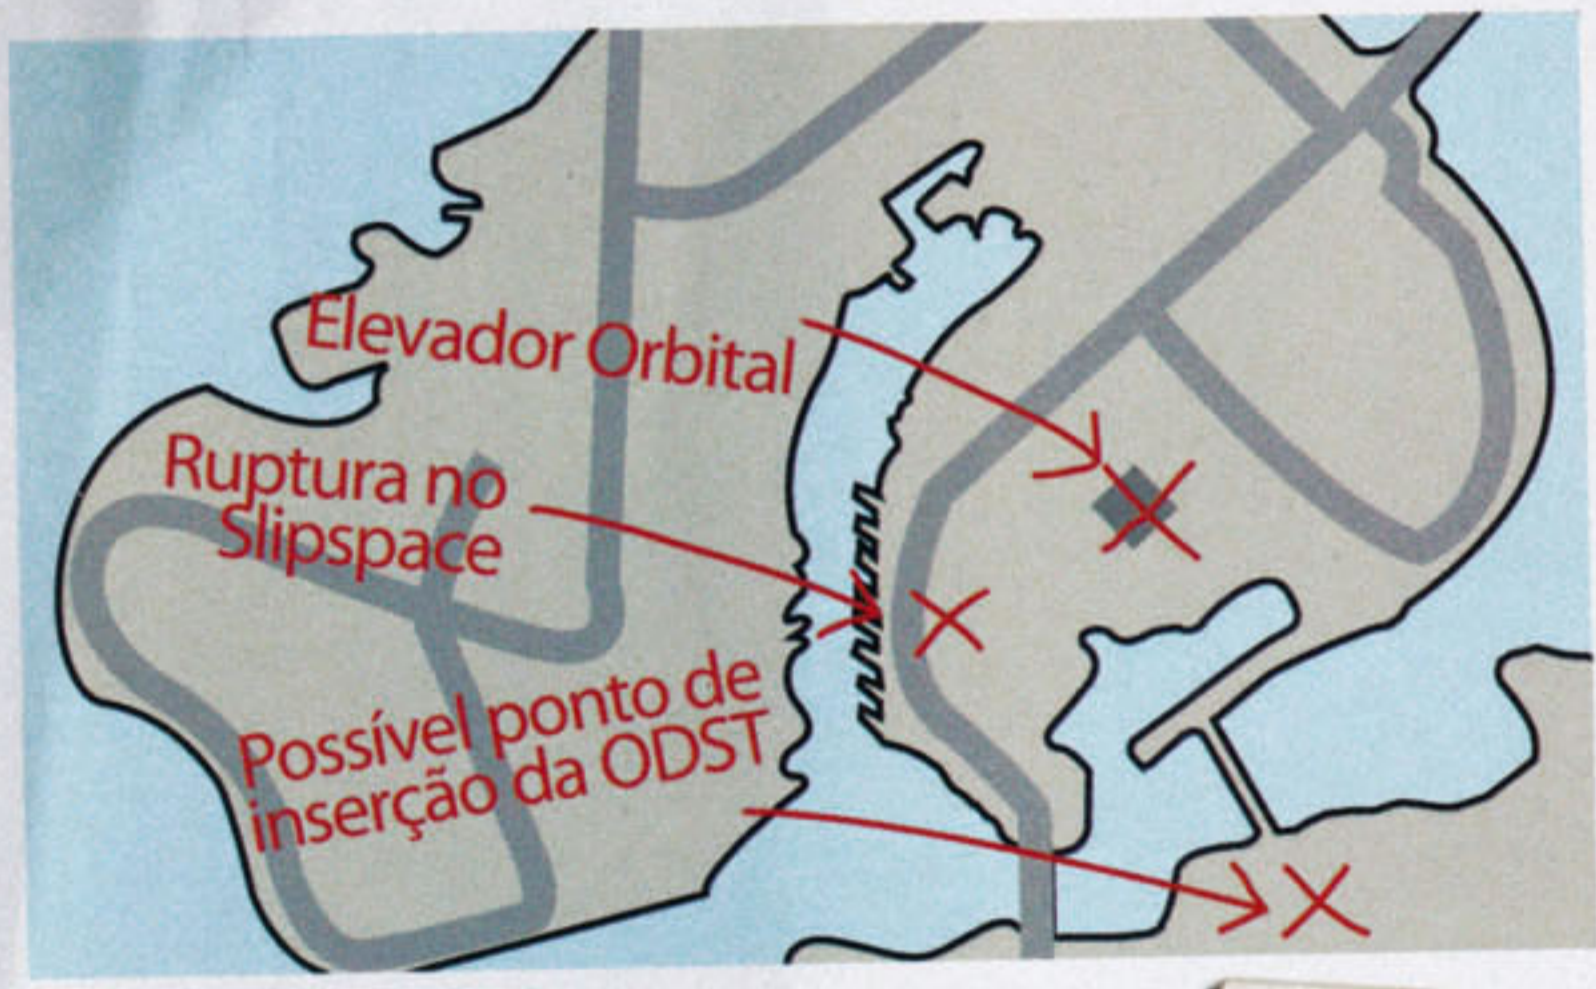 Elevador Orbital
Ruptura no
Slipspace
Possível ponto de
inserção da ODST